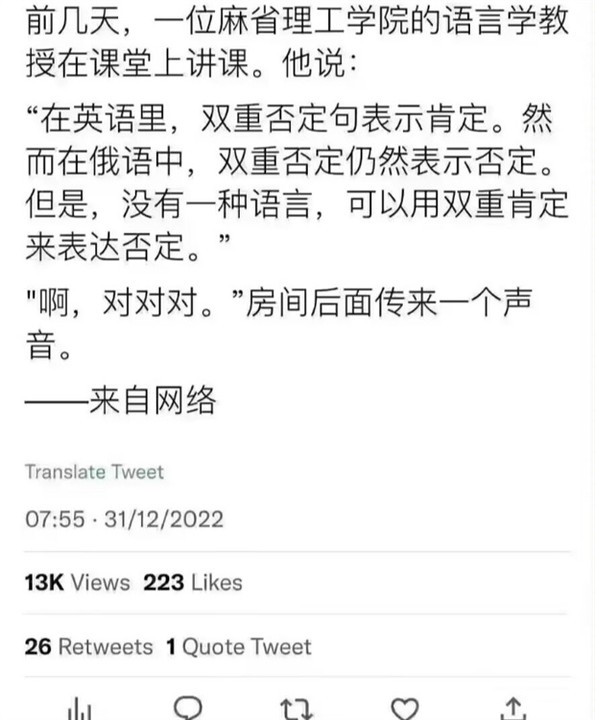 前几天，一位麻省理工学院的语言学教
授在课堂上讲课。他说：
“在英语里，双重否定句表示肯定。然
而在俄语中，双重否定仍然表示否定。
但是，没有一种语言，可以用双重肯定
来表达否定。”
"啊，对对对。”房间后面传来一个声
音。
——来自网络
Translate Tweet
07:55 · 31/12/2022
13K Views 223 Likes
26 Retweets 1 Quote Tweet